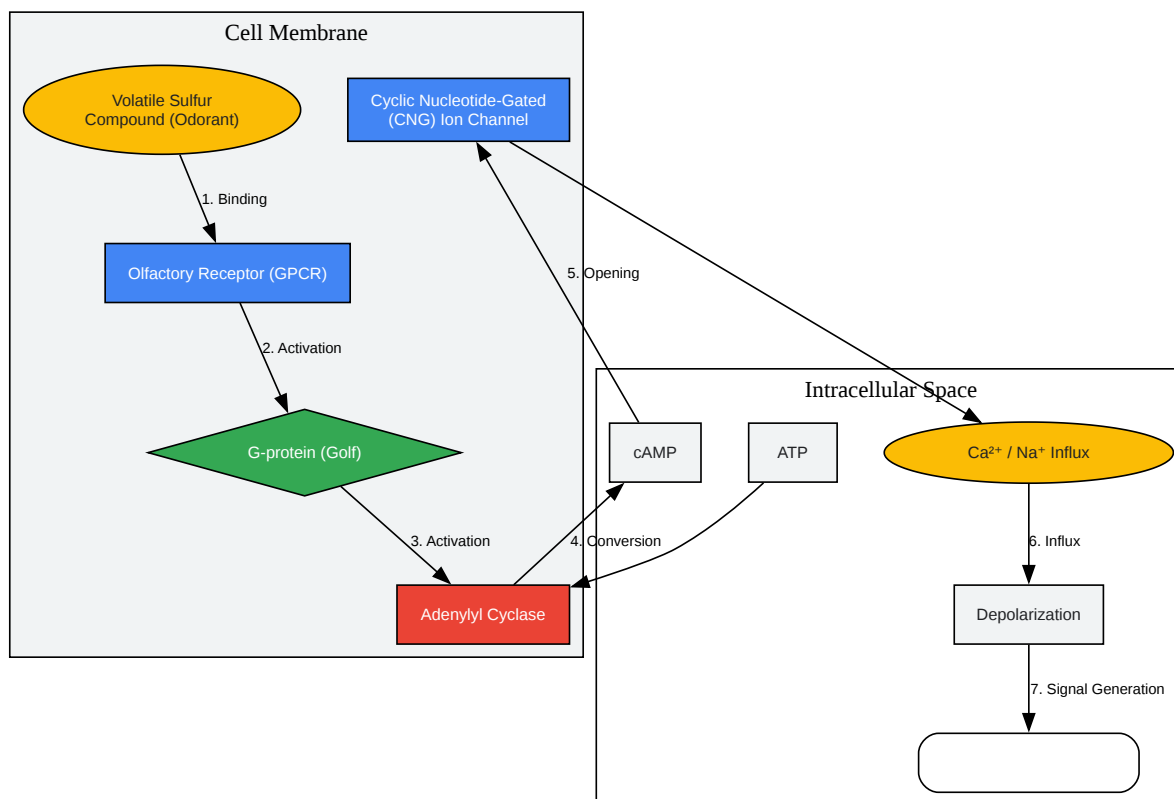 Cell Membrane
Volatile Sulfur
Compound (Odorant)
Cyclic Nucleotide-Gated
(CNG) Ion Channel
1. Binding
Olfactory Receptor (GPCR)
5. Opening
2. Activation
Intracellular Space
G-protein (Golf)
cAMP
ATP
Ca²⁺ / Na⁺ Influx
3. Activation
4. Conversion
6. Influx
Adenylyl Cyclase
Depolarization
7. Signal Generation